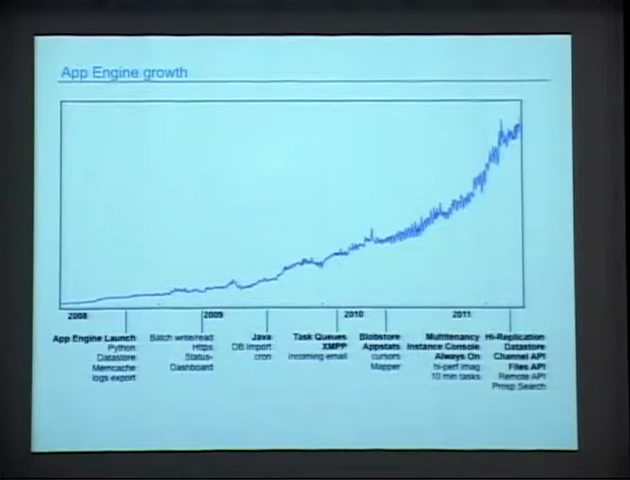 App Engine growth
2008
2009
2010
2011
App Engine Launch
Python
Datastore
Memcache
logs export
Batch write/read
Https
Status-
Dashboard
Java
DB Import
cron
Task Queues
XMPP
Incoming email
Blobstore
Appstats
cursors
Mapper
Multitenancy
Instance Console
Always On
hi-perf imag
10 min tasks
Hi-Replication
Datastore
Channel API
Files API
Remote API
Prosp Search